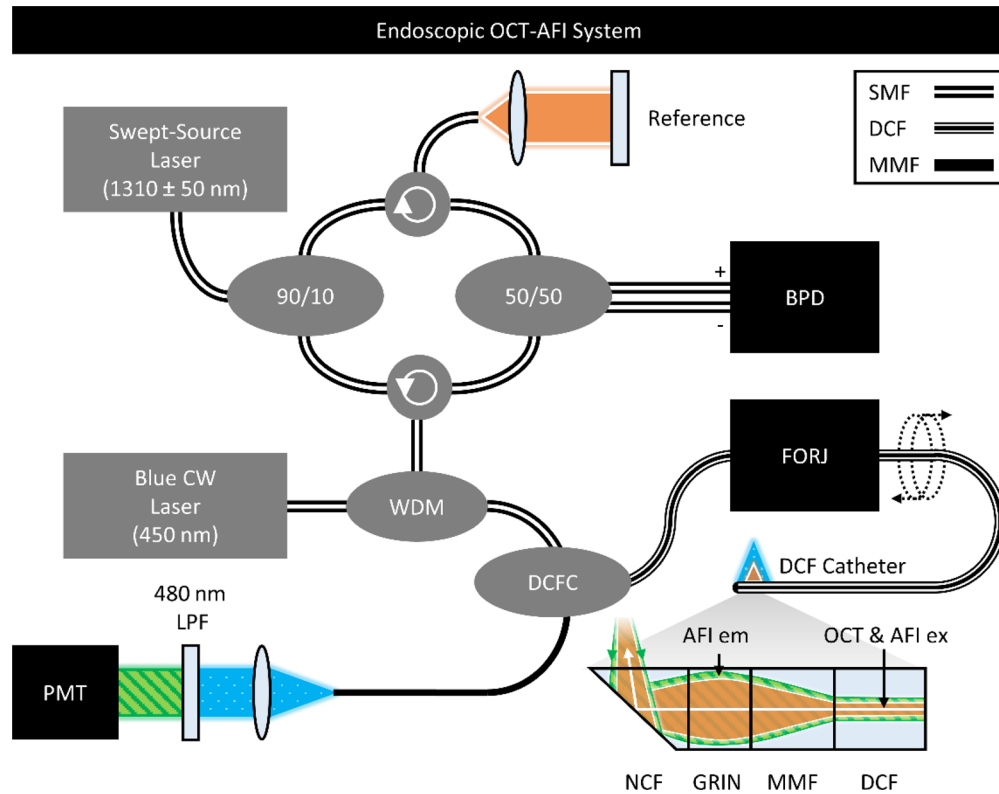 Endoscopic OCT-AFI System
Swept-Source
Laser
(1310 ± 50 nm)
Reference
SMF
DCF
MMF
90/10
50/50
+
-
BPD
Blue CW
Laser
(450 nm)
WDM
FORJ
DCFC
DCF Catheter
480 nm
LPF
PMT
AFI em
OCT & AFI ex
NCF
GRIN
MMF
DCF